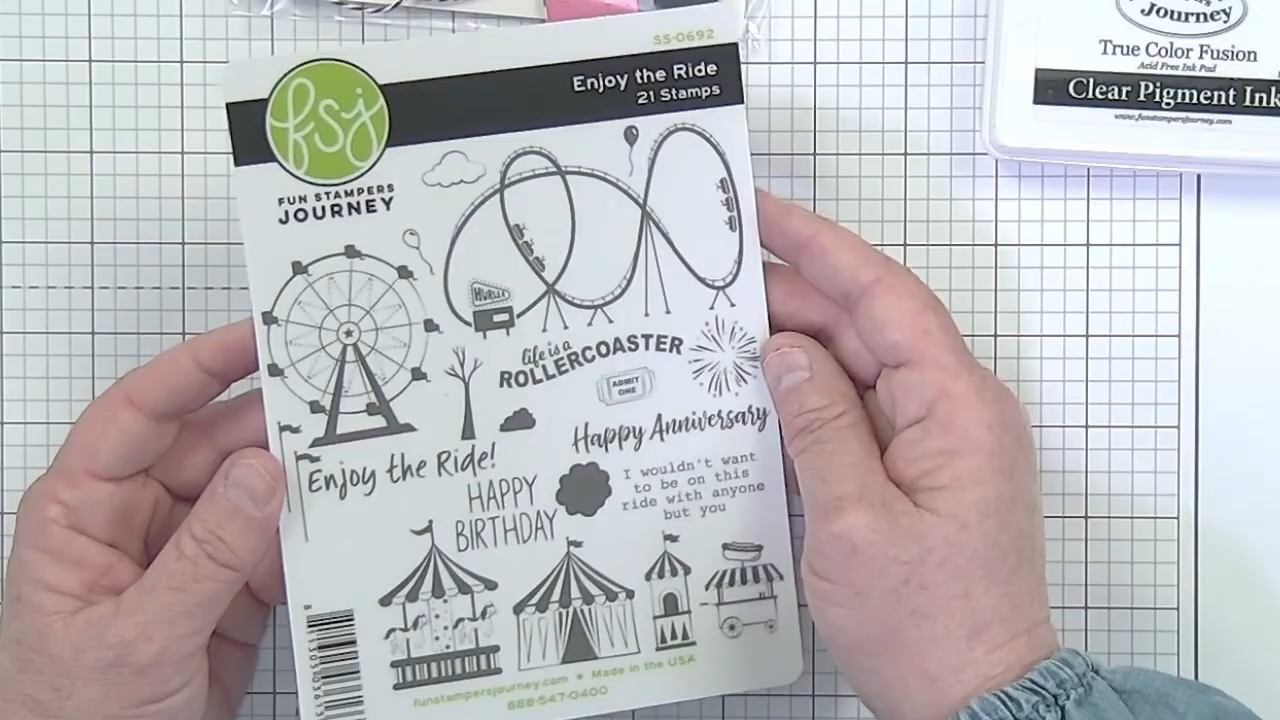 SS-0692
Enjoy the Ride
21 Stamps
fsj
FUN STAMPERS
JOURNEY
HURLER
life is a
ROLLERCOASTER
ADMIT
ONE
Happy Anniversary
Enjoy the Ride!
HAPPY
BIRTHDAY
I wouldn't want
to be on this
ride with anyone
but you
funstampersjourney.com • Made in the USA
888-547-0400
Journey
True Color Fusion
Acid Free Ink Pad
Clear Pigment Ink
www.funstampersjourney.com